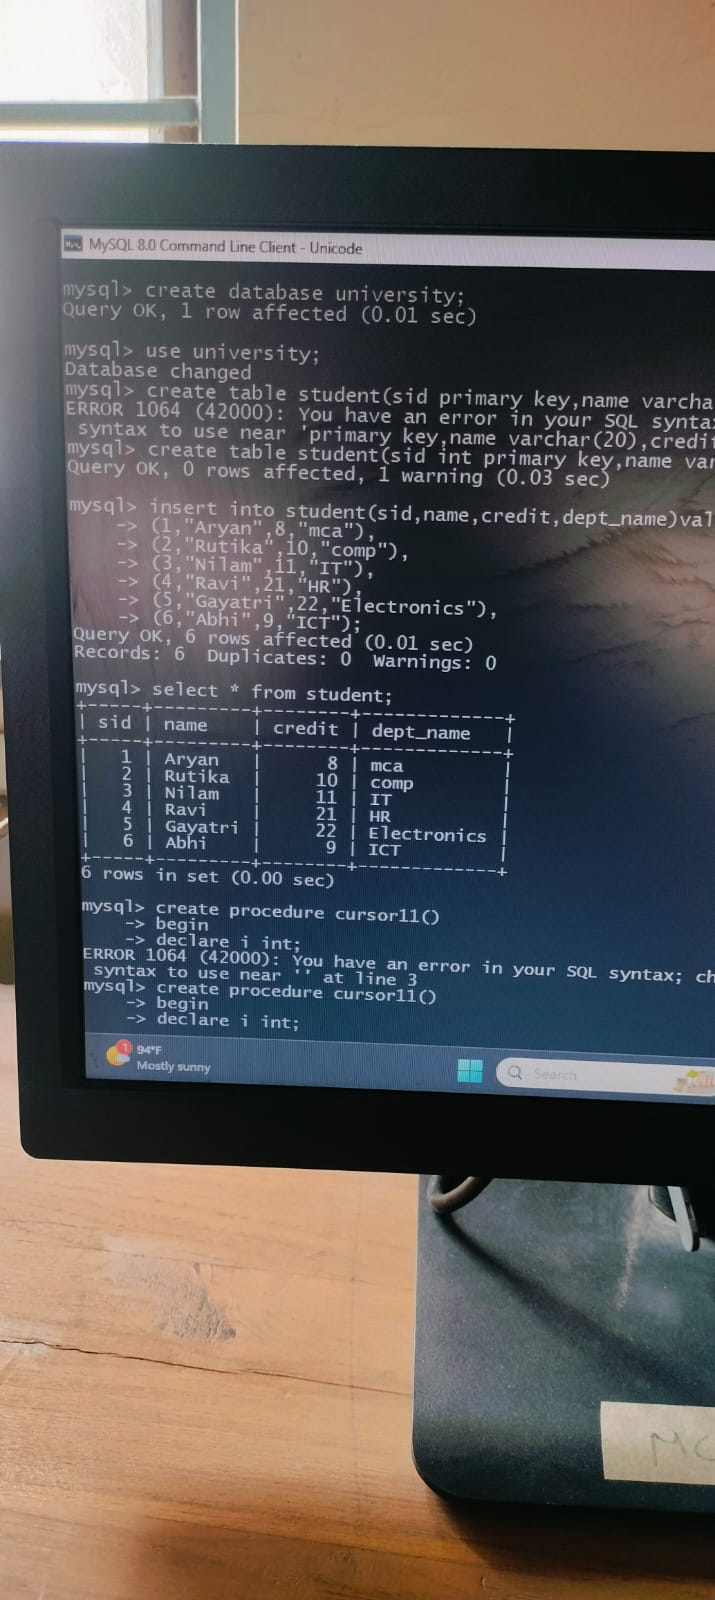 MySQL 8.0 Command Line Client - Unicode
mysql> create database university;
Query OK, 1 row affected (0.01 sec)
mysql> use university;
Database changed
mysql> create table student(sid primary key,name varcha
ERROR 1064 (42000): You have an error in your SQL synta
syntax to use near 'primary key,name varchar(20),credi
mysql> create table student(sid int primary key,name var
Query OK, 0 rows affected, 1 warning (0.03 sec)
mysql> insert into student(sid,name,credit,dept_name)val
-> (1,"Aryan",8,"mca"),
-> (2,"Rutika",10,"comp"),
-> (3,"Nilam",11,"IT"),
-> (4,"Ravi",21,"HR"),
-> (5,"Gayatri",22,"Electronics"),
-> (6,"Abhi",9,"ICT");
Query OK, 6 rows affected (0.01 sec)
Records: 6 Duplicates: 0 Warnings: 0
mysql> select * from student;
+-----+---------+--------+-------------+
| sid | name | credit | dept_name |
+-----+---------+--------+-------------+
| 1 | Aryan | 8 | mca |
| 2 | Rutika | 10 | comp |
| 3 | Nilam | 11 | IT |
| 4 | Ravi | 21 | HR |
| 5 | Gayatri | 22 | Electronics |
| 6 | Abhi | 9 | ICT |
+-----+---------+--------+-------------+
6 rows in set (0.00 sec)
mysql> create procedure cursor11()
-> begin
-> declare i int;
ERROR 1064 (42000): You have an error in your SQL syntax; ch
syntax to use near '' at line 3
mysql> create procedure cursor11()
-> begin
-> declare i int;
1
94°F
Mostly sunny
Search
MC